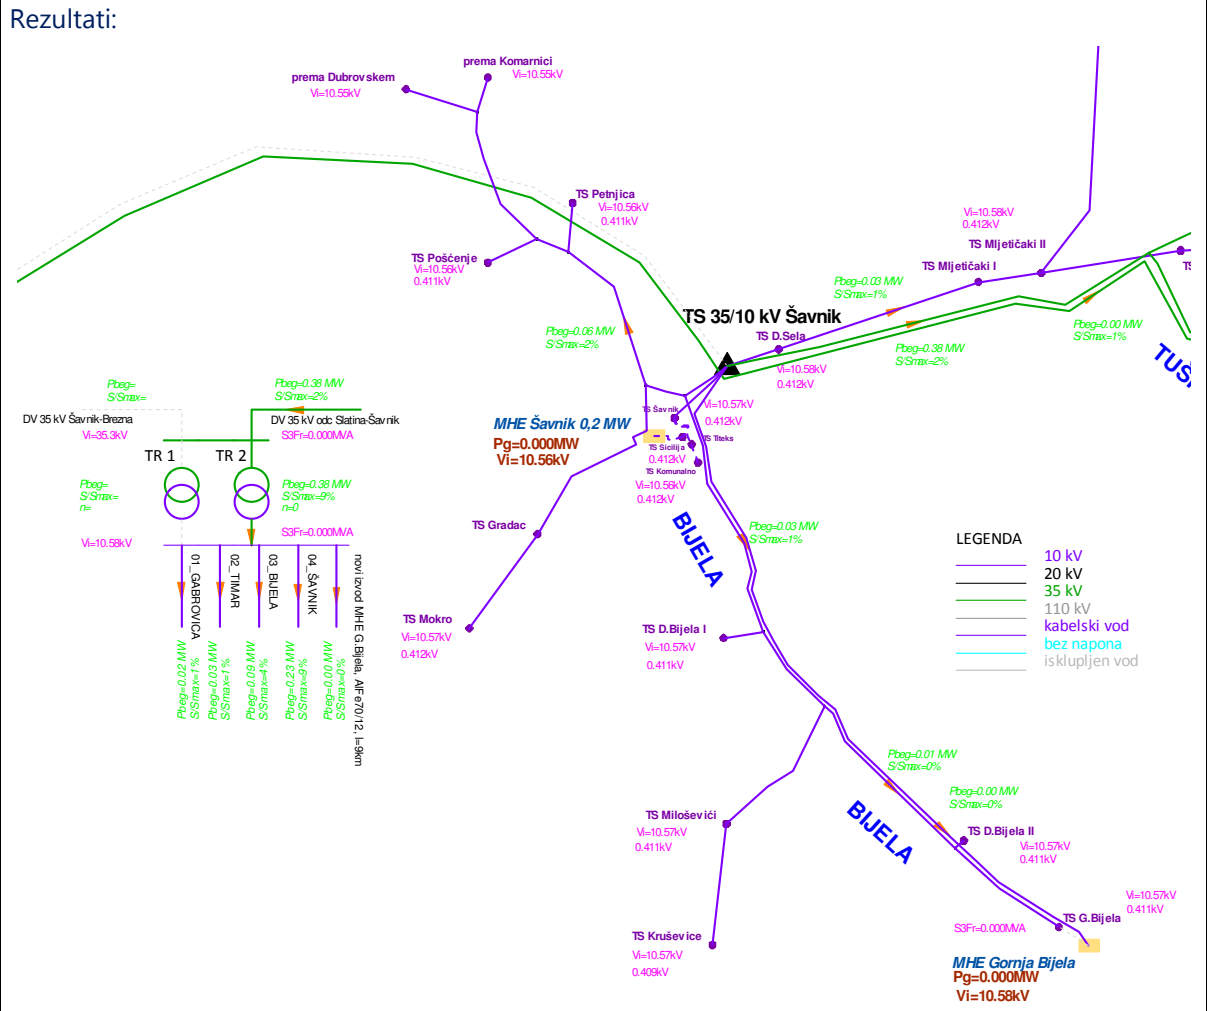 Rezultati:
prema Komarnici
Vi=10.55kV
prema Dubrovskem
Vi=10.55kV
TS Petnjica
Vi=10.56kV
0.411kV
TS Pošćenje
Vi=10.56kV
0.411kV
Vi=10.58kV
0.412kV
TS Mljetičaki II
TS Mljetičaki I
Pbeg=0.03 MW
S/Smax=1%
TS 35/10 kV Šavnik
TS D.Sela
Pbeg=0.06 MW
S/Smax=2%
Pbeg=0.38 MW
S/Smax=2%
Pbeg=0.00 MW
S/Smax=1%
TUŠ
Vi=10.58kV
0.412kV
Pbeg=
S/Smax=
Pbeg=0.38 MW
S/Smax=2%
DV 35 kV Šavnik-Brezna
DV 35 kV odc Slatina-Šavnik
Vi=35.3kV
S3Fr=0.000MVA
TR 1
TR 2
Pbeg=
S/Smax=
n=
Pbeg=0.38 MW
S/Smax=9%
n=0
S3Fr=0.000MVA
Vi=10.58kV
01_GABROVICA
02_TIMAR
03_BIJELA
04_ŠAVNIK
novi izvod MHE G.Bijela, AlFe70/12, l=9km
Pbeg=0.02 MW
S/Smax=1%
Pbeg=0.03 MW
S/Smax=1%
Pbeg=0.09 MW
S/Smax=4%
Pbeg=0.23 MW
S/Smax=9%
Pbeg=0.00 MW
S/Smax=0%
TS Šavnik
Vi=10.57kV
0.412kV
MHE Šavnik 0,2 MW
Pg=0.000MW
Vi=10.56kV
TS Titeks
TS Sicilija
0.412kV
TS Komunalno
Vi=10.56kV
0.412kV
TS Gradac
BIJELA
Pbeg=0.03 MW
S/Smax=1%
LEGENDA
10 kV
20 kV
35 kV
110 kV
kabelski vod
bez napona
isklupljen vod
TS Mokro
Vi=10.57kV
0.412kV
TS D.Bijela I
Vi=10.57kV
0.411kV
Pbeg=0.01 MW
S/Smax=0%
Pbeg=0.00 MW
S/Smax=0%
TS Miloševići
Vi=10.57kV
0.411kV
BIJELA
TS D.Bijela II
Vi=10.57kV
0.411kV
Vi=10.57kV
0.411kV
TS G.Bijela
S3Fr=0.000MVA
TS Kruševice
Vi=10.57kV
0.409kV
MHE Gornja Bijela
Pg=0.000MW
Vi=10.58kV